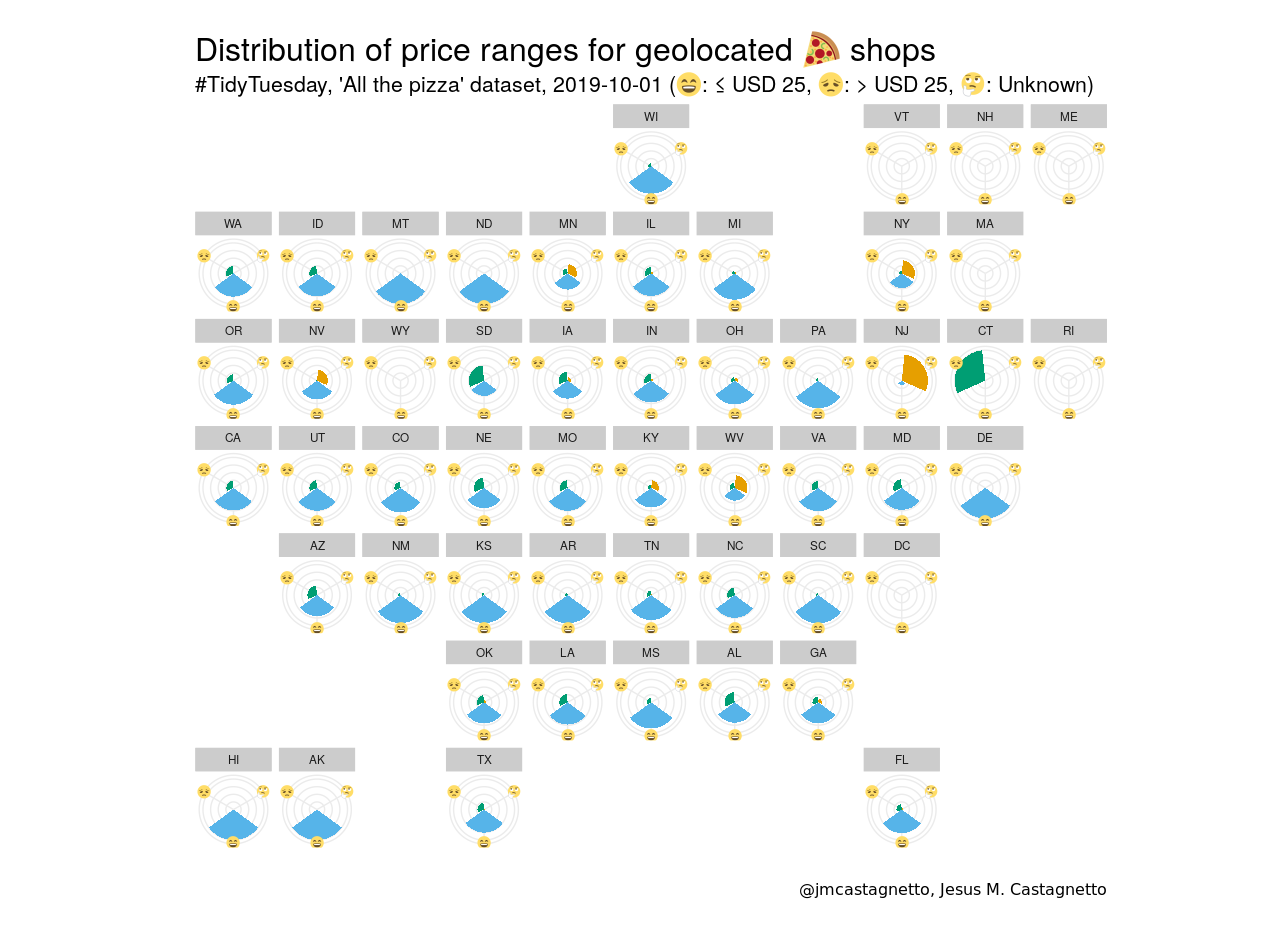 Distribution of price ranges for geolocated 🍕 shops
#TidyTuesday, 'All the pizza' dataset, 2019-10-01 (😄: ≤ USD 25, 😞: > USD 25, 🤔: Unknown)
WI VT NH ME
WA ID MT ND MN IL MI NY MA
OR NV WY SD IA IN OH PA NJ CT RI
CA UT CO NE MO KY WV VA MD DE
AZ NM KS AR TN NC SC DC
OK LA MS AL GA
HI AK TX FL
@jmcastagnetto, Jesus M. Castagnetto